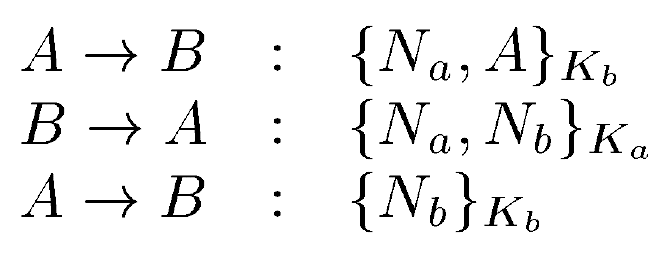 A → B : {N_a, A}_{K_b}
B → A : {N_a, N_b}_{K_a}
A → B : {N_b}_{K_b}